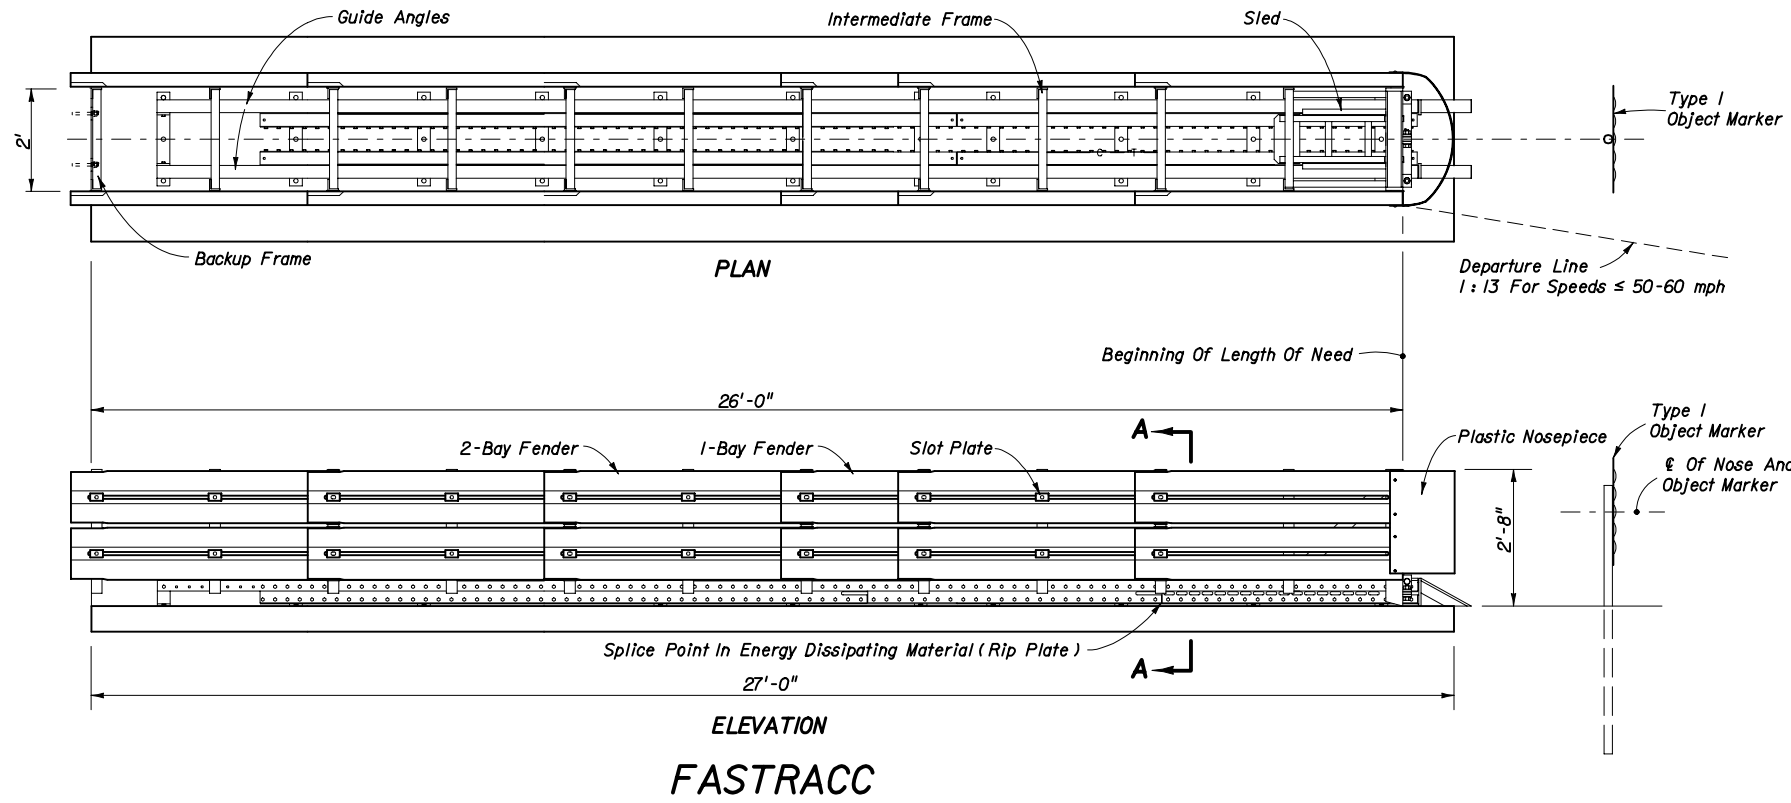 Guide Angles
Intermediate Frame
Sled
Type 1
Object Marker
2'
C T
Backup Frame
PLAN
Departure Line
1:13 For Speeds ≤ 50-60 mph
Beginning Of Length Of Need
26'-0"
A
2-Bay Fender
1-Bay Fender
Slot Plate
Plastic Nosepiece
Type 1
Object Marker
℄ Of Nose And
Object Marker
2'-8"
Splice Point In Energy Dissipating Material (Rip Plate)
A
27'-0"
ELEVATION
FASTRACC